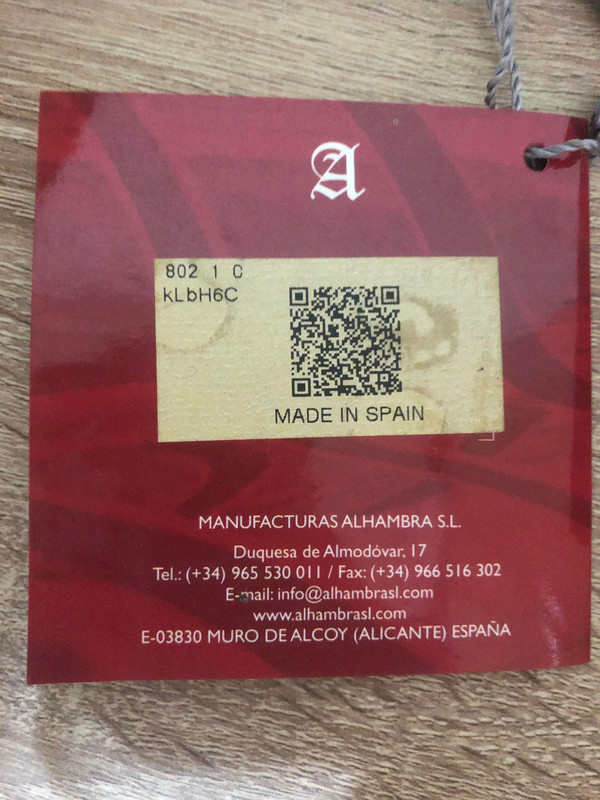 A
802 1 C
kLbH6C
MADE IN SPAIN
MANUFACTURAS ALHAMBRA S.L.
Duquesa de Almodóvar, 17
Tel.: (+34) 965 530 011 / Fax: (+34) 966 516 302
E-mail: info@alhambrasl.com
www.alhambrasl.com
E-03830 MURO DE ALCOY (ALICANTE) ESPAÑA